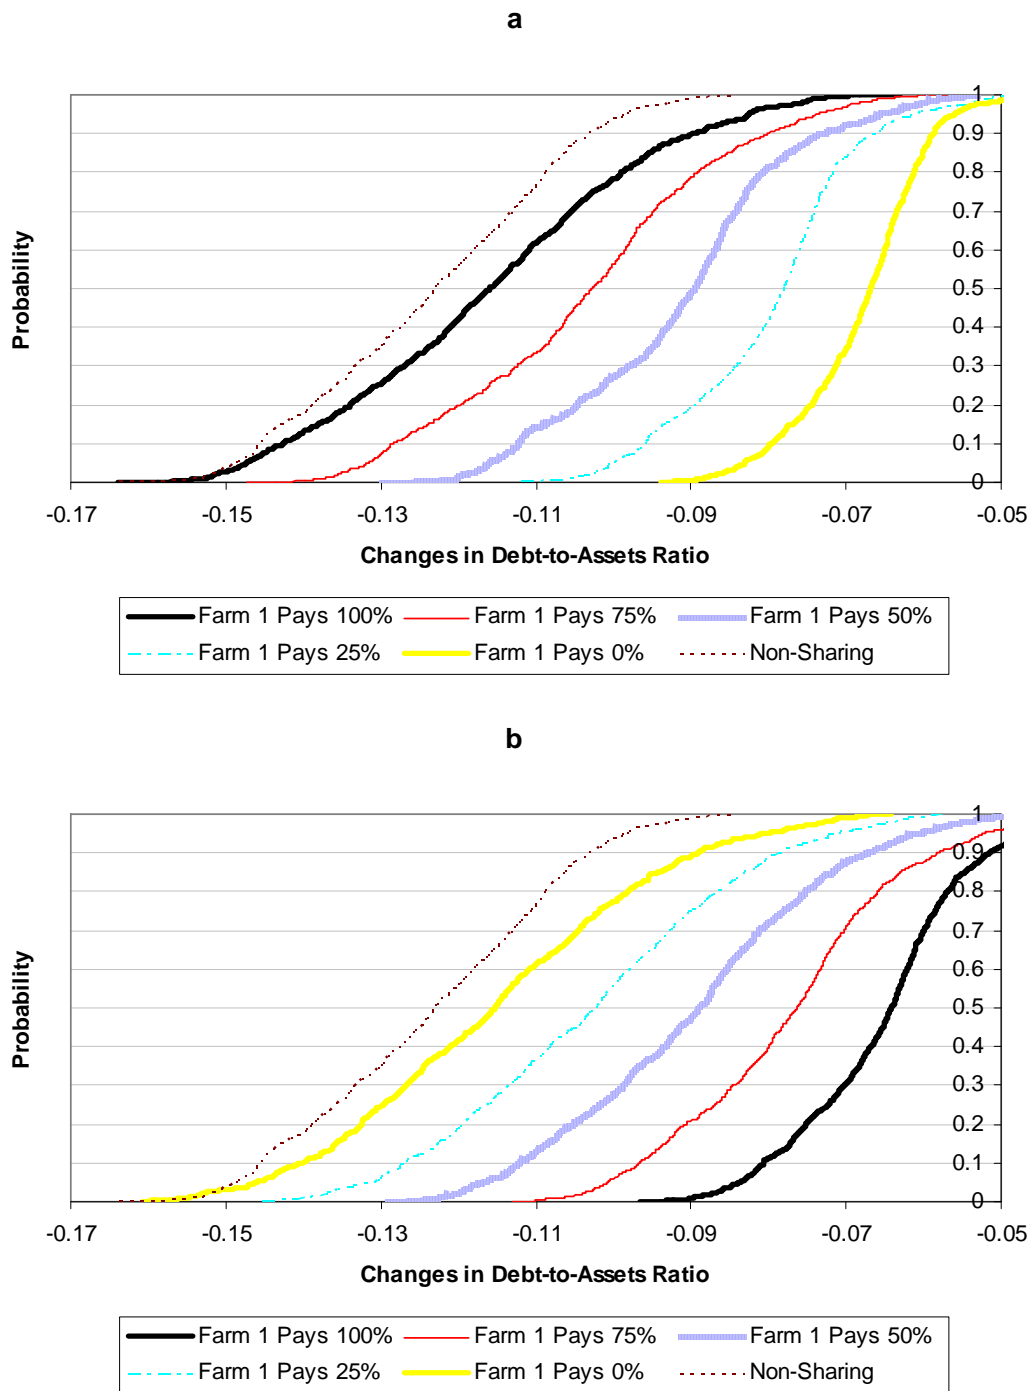 a
1
0.9
0.8
0.7
0.6
0.5
0.4
0.3
0.2
0.1
0
Probability
-0.17 -0.15 -0.13 -0.11 -0.09 -0.07 -0.05
Changes in Debt-to-Assets Ratio
Farm 1 Pays 100% Farm 1 Pays 75% Farm 1 Pays 50%
Farm 1 Pays 25% Farm 1 Pays 0% Non-Sharing
b
1
0.9
0.8
0.7
0.6
0.5
0.4
0.3
0.2
0.1
0
Probability
-0.17 -0.15 -0.13 -0.11 -0.09 -0.07 -0.05
Changes in Debt-to-Assets Ratio
Farm 1 Pays 100% Farm 1 Pays 75% Farm 1 Pays 50%
Farm 1 Pays 25% Farm 1 Pays 0% Non-Sharing